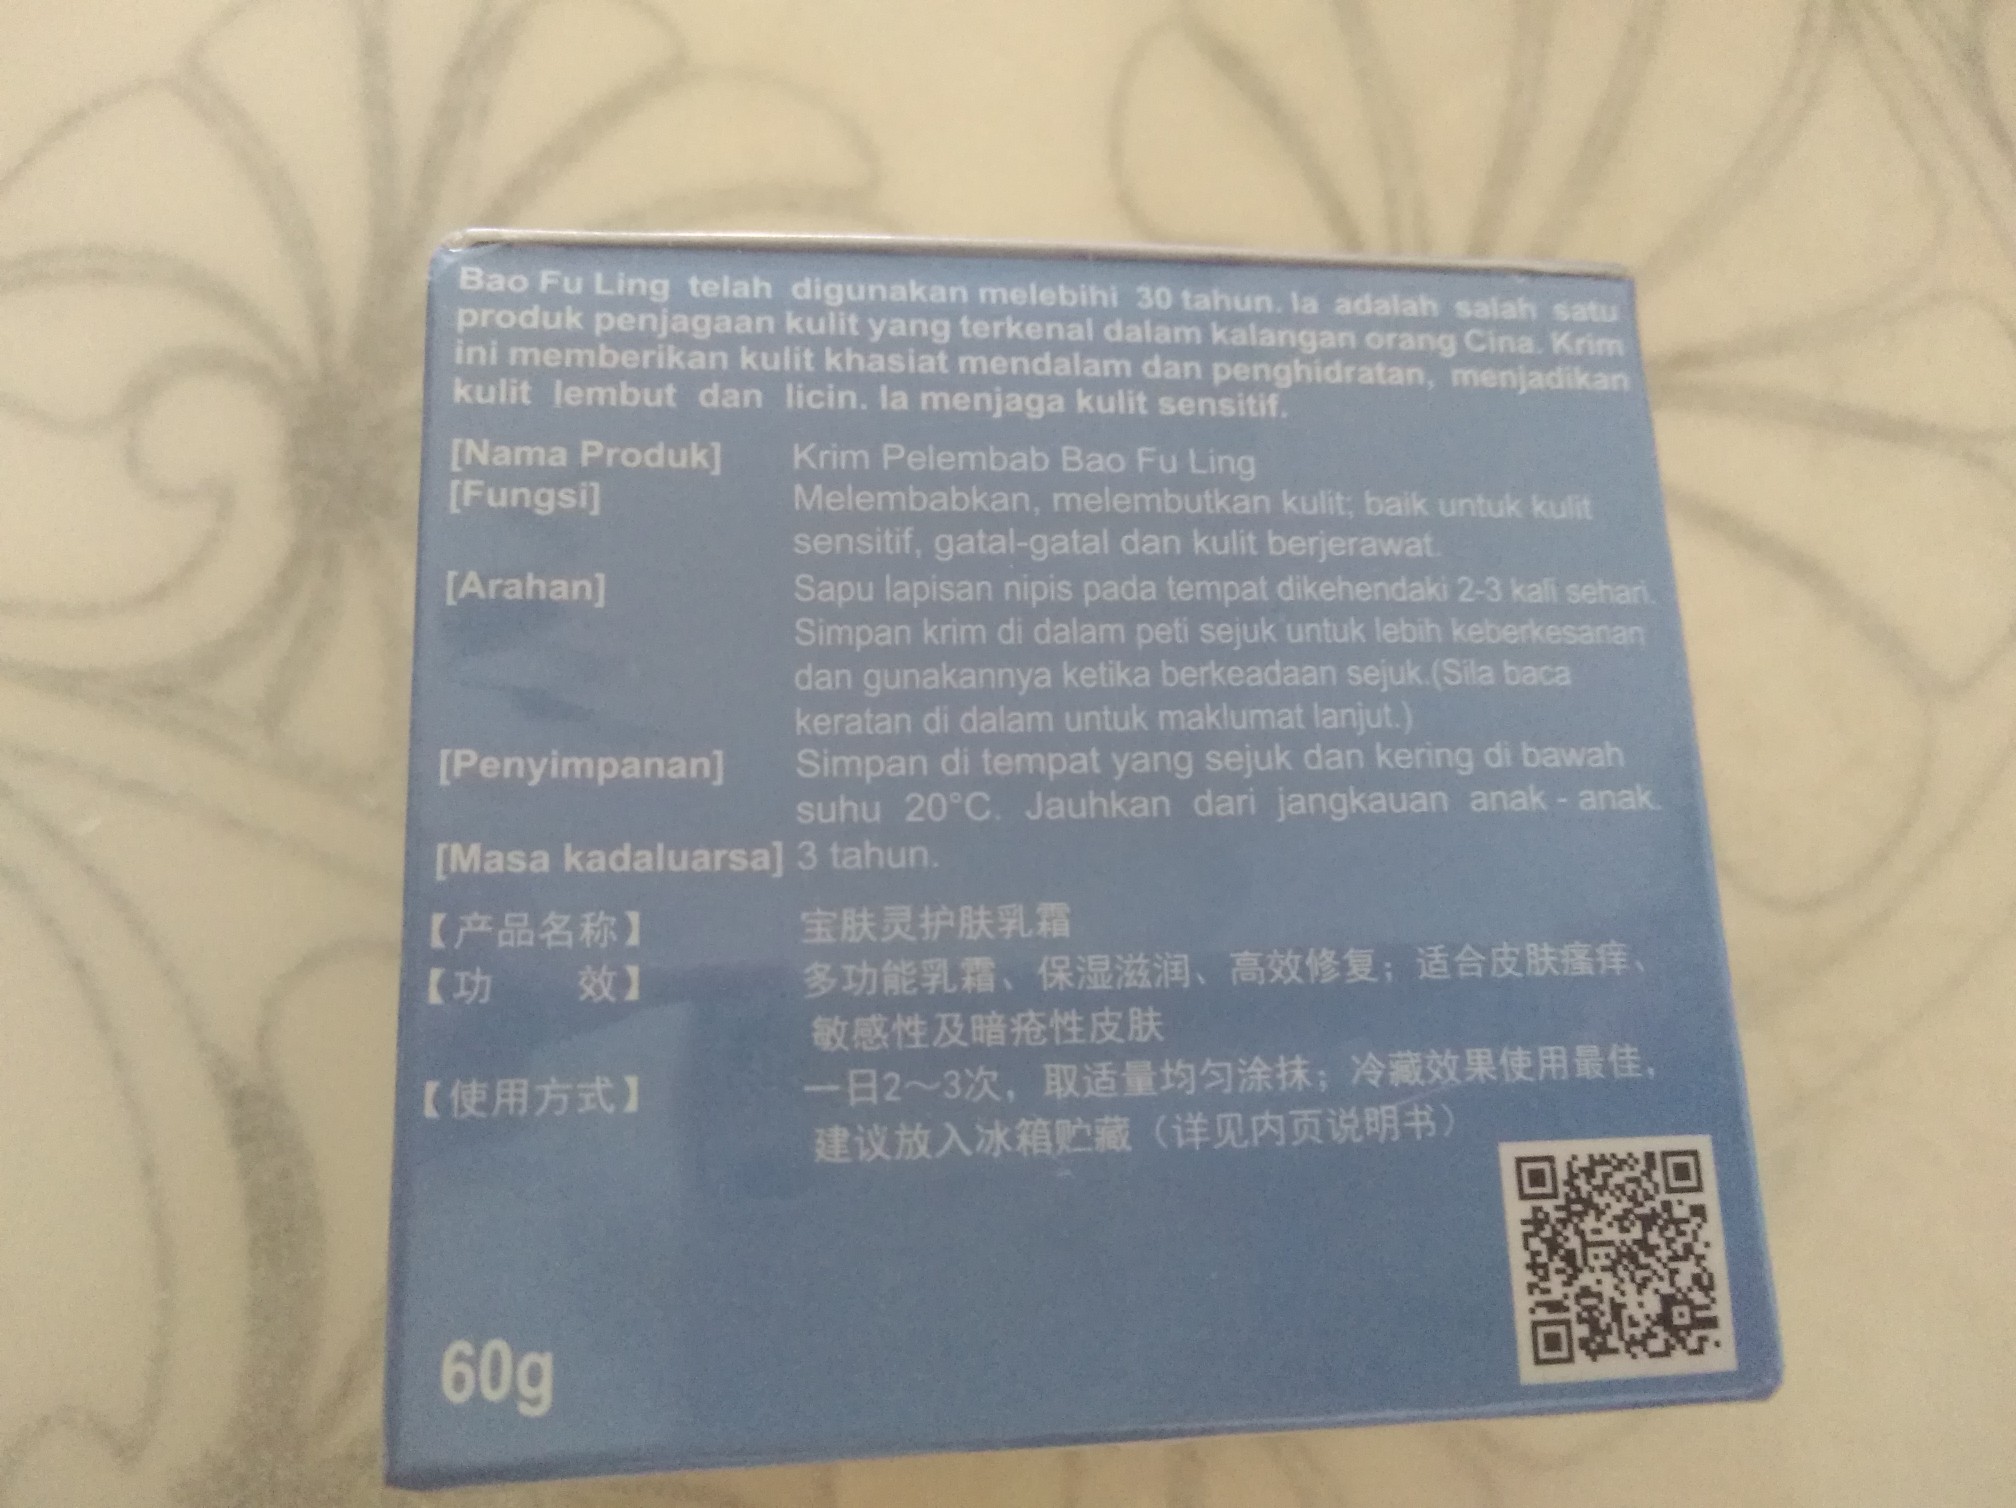 Bao Fu Ling telah digunakan melebihi 30 tahun. Ia adalah salah satu
produk penjagaan kulit yang terkenal dalam kalangan orang Cina. Krim
ini memberikan kulit khasiat mendalam dan penghidratan, menjadikan
kulit lembut dan licin. Ia menjaga kulit sensitif.
[Nama Produk] Krim Pelembab Bao Fu Ling
[Fungsi] Melembabkan, melembutkan kulit; baik untuk kulit
sensitif, gatal-gatal dan kulit berjerawat.
[Arahan] Sapu lapisan nipis pada tempat dikehendaki 2-3 kali sehari.
Simpan krim di dalam peti sejuk untuk lebih keberkesanan
dan gunakannya ketika berkeadaan sejuk.(Sila baca
keratan di dalam untuk maklumat lanjut.)
[Penyimpanan] Simpan di tempat yang sejuk dan kering di bawah
suhu 20°C. Jauhkan dari jangkauan anak - anak.
[Masa kadaluarsa] 3 tahun.
【产品名称】 宝肤灵护肤乳霜
【功 效】 多功能乳霜、保湿滋润、高效修复；适合皮肤瘙痒、
敏感性及暗疮性皮肤
【使用方式】 一日2～3次，取适量均匀涂抹；冷藏效果使用最佳，
建议放入冰箱贮藏（详见内页说明书）
60g